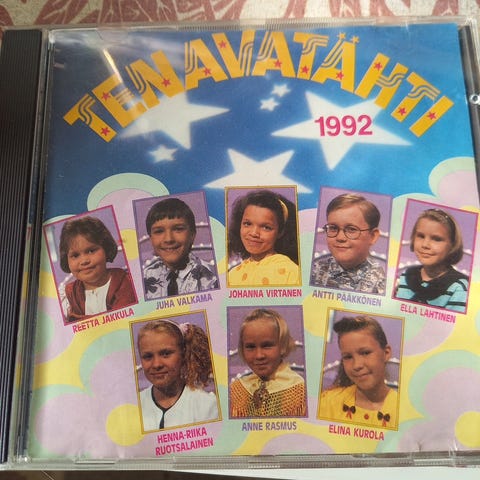 TENAVATÄHTI
1992
REETTA JAKKULA
JUHA VALKAMA
JOHANNA VIRTANEN
ANTTI PÄÄKKÖNEN
ELLA LAHTINEN
HENNA-RIIKA
RUOTSALAINEN
ANNE RASMUS
ELINA KUROLA